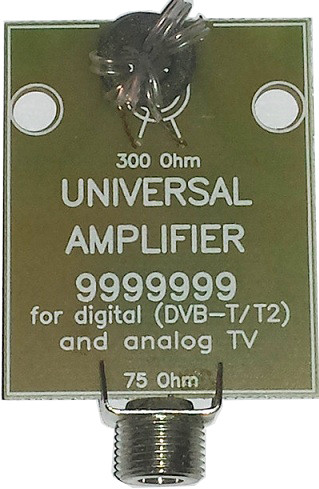 300 Ohm
UNIVERSAL
AMPLIFIER
9999999
for digital (DVB-T/T2)
and analog TV
75 Ohm